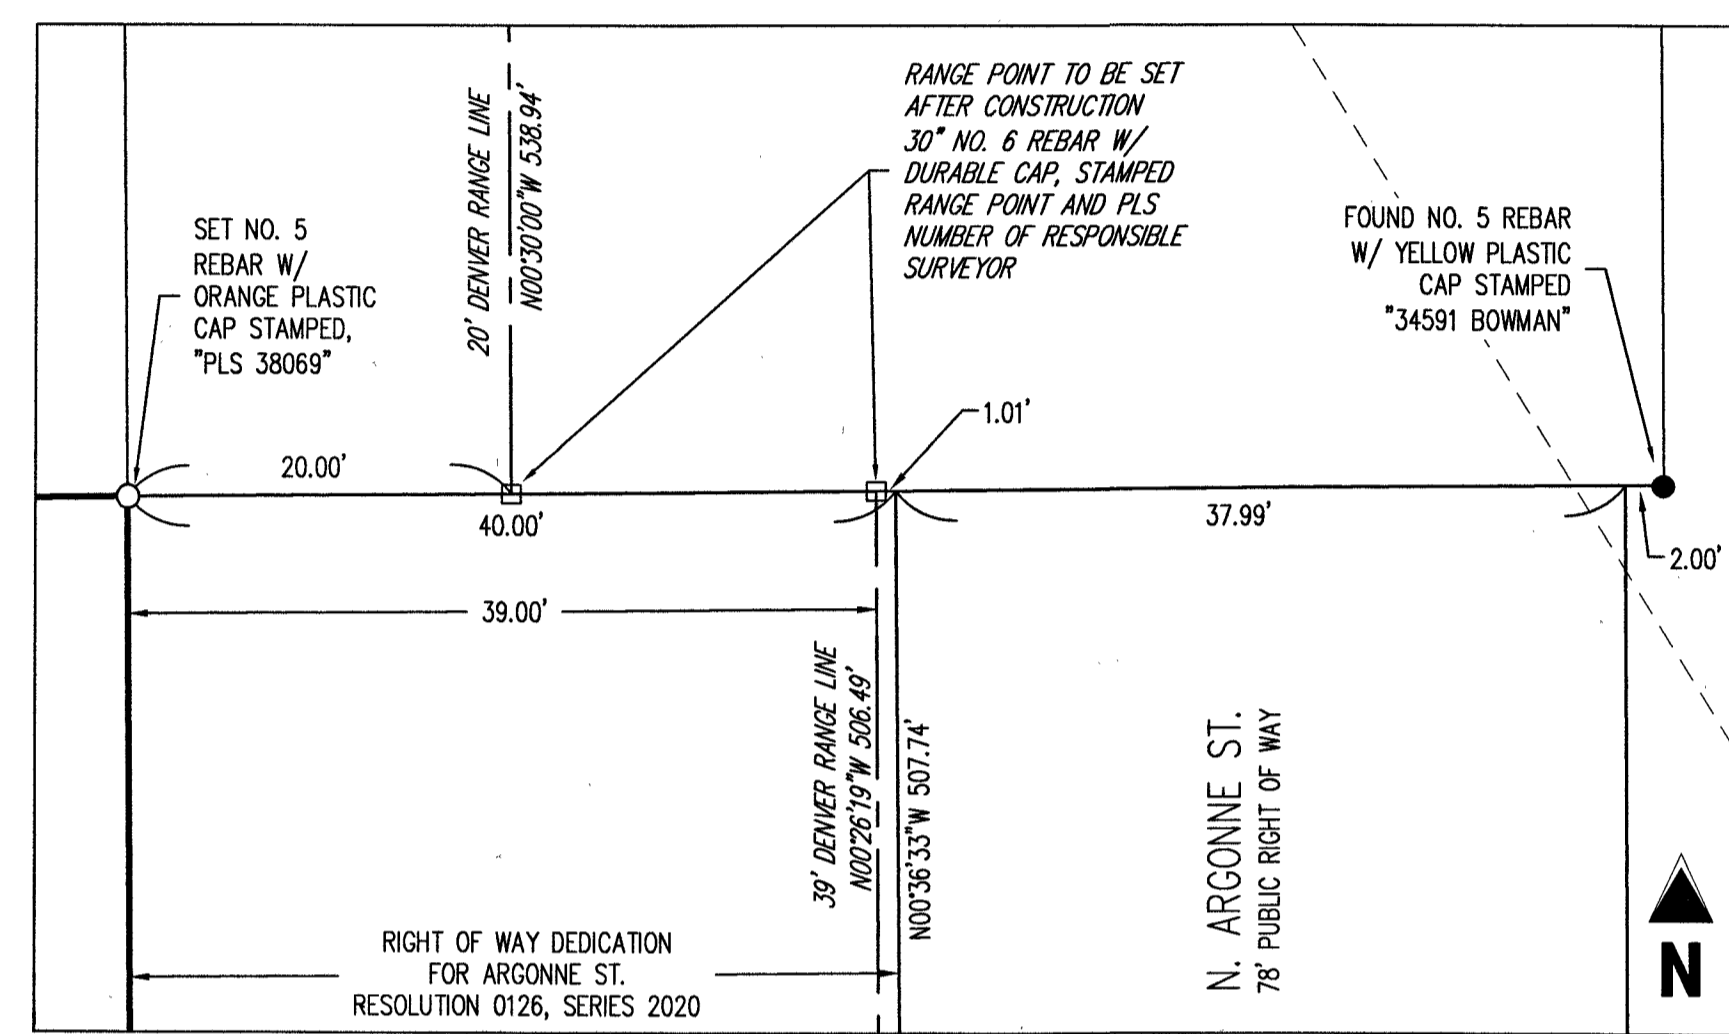 20' DENVER RANGE LINE
N00°30'00"W 538.94'
RANGE POINT TO BE SET
AFTER CONSTRUCTION
30" NO. 6 REBAR W/
DURABLE CAP, STAMPED
RANGE POINT AND PLS
NUMBER OF RESPONSIBLE
SURVEYOR
SET NO. 5
REBAR W/
ORANGE PLASTIC
CAP STAMPED,
"PLS 38069"
FOUND NO. 5 REBAR
W/ YELLOW PLASTIC
CAP STAMPED
"34591 BOWMAN"
1.01'
20.00'
40.00'
37.99'
2.00'
39.00'
39' DENVER RANGE LINE
N00°26'19"W 506.49'
N00°36'33"W 507.74'
N. ARGONNE ST.
78' PUBLIC RIGHT OF WAY
RIGHT OF WAY DEDICATION
FOR ARGONNE ST.
RESOLUTION 0126, SERIES 2020
N